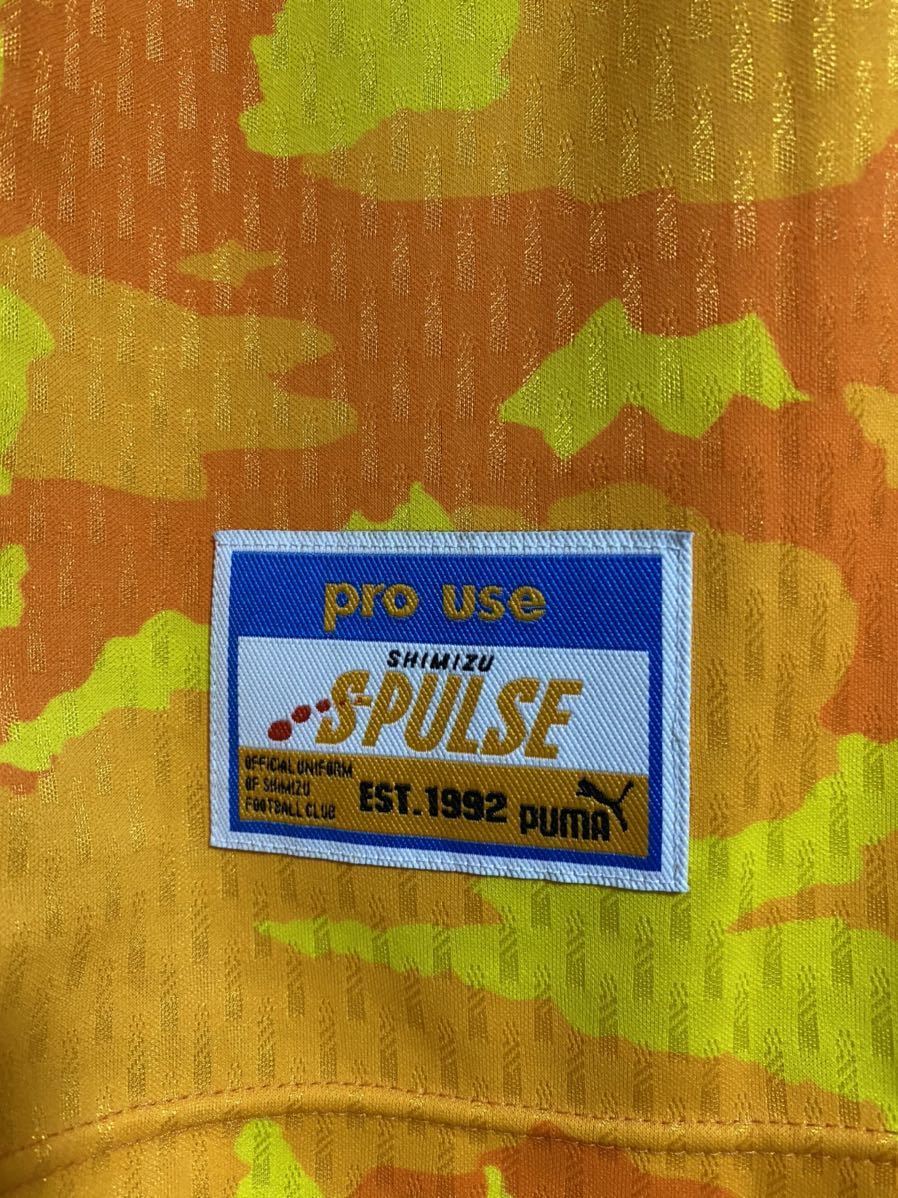 pro use
SHIMIZU
S-PULSE
OFFICIAL UNIFORM
OF SHIMIZU
FOOTBALL CLUB
EST.1992
PUMA